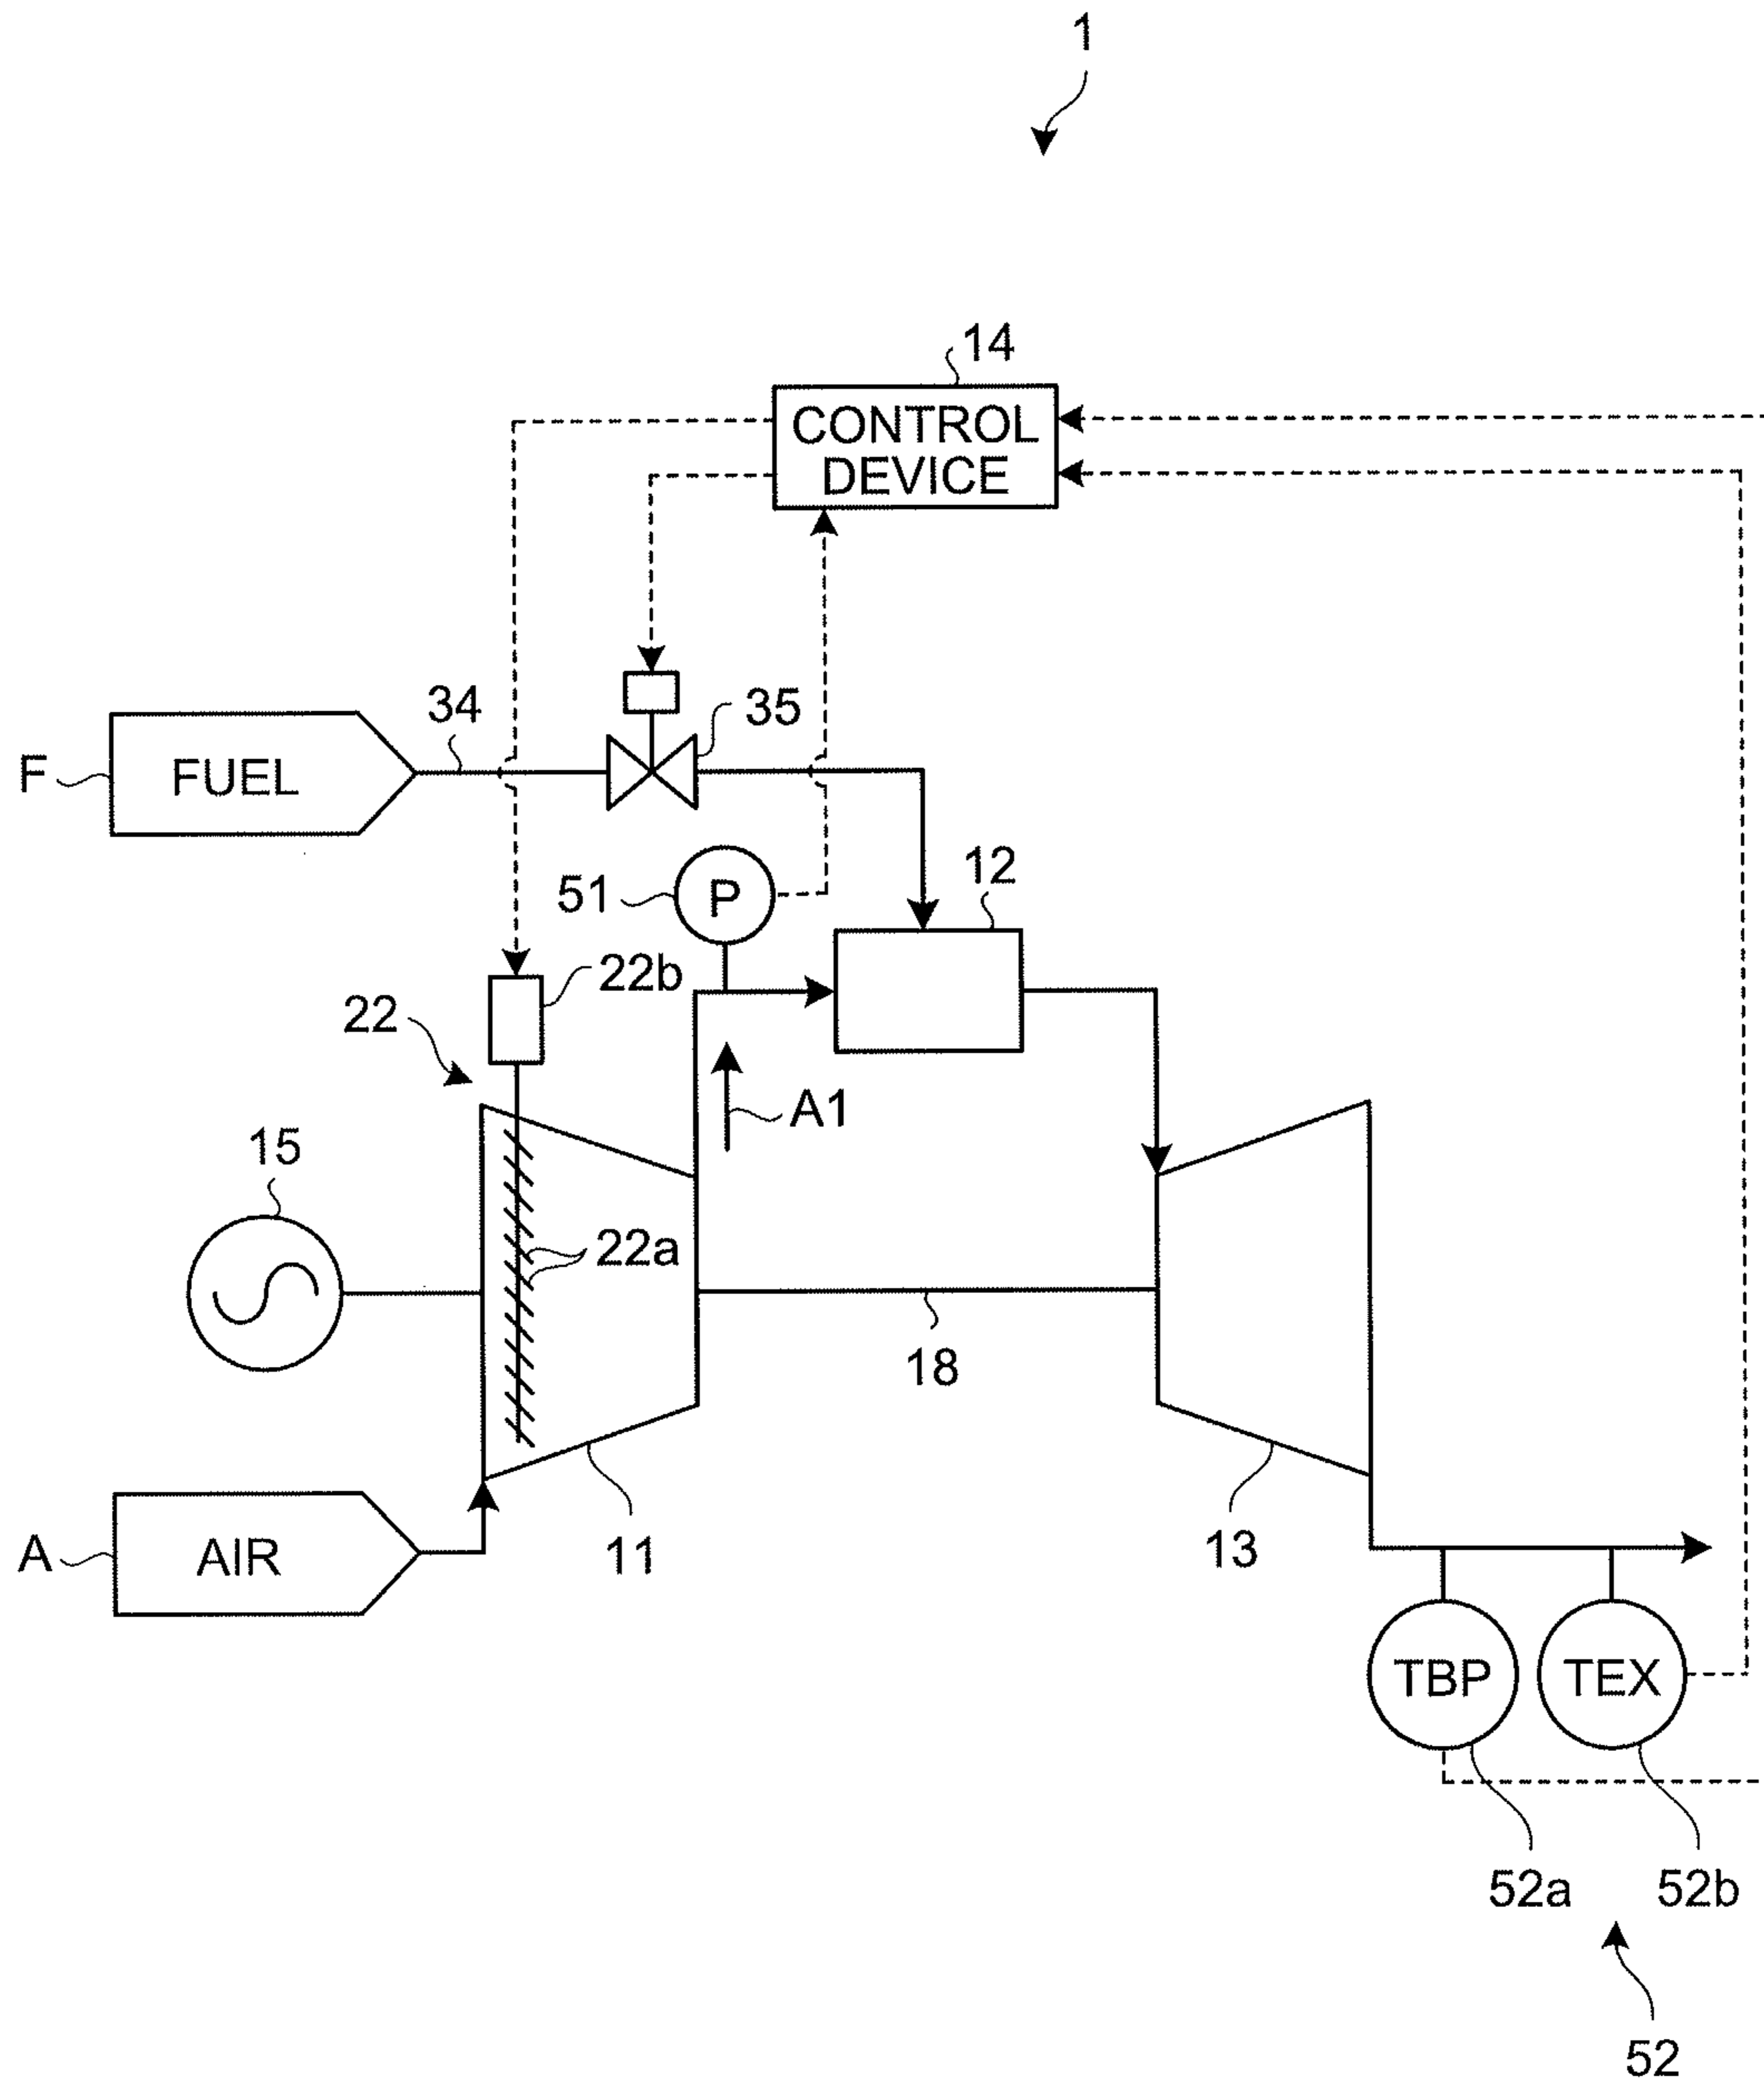 1
14
CONTROL
DEVICE
34
35
F
FUEL
12
51
P
22b
22
A1
15
22a
18
A
AIR
11
13
TBP
TEX
52a
52b
52